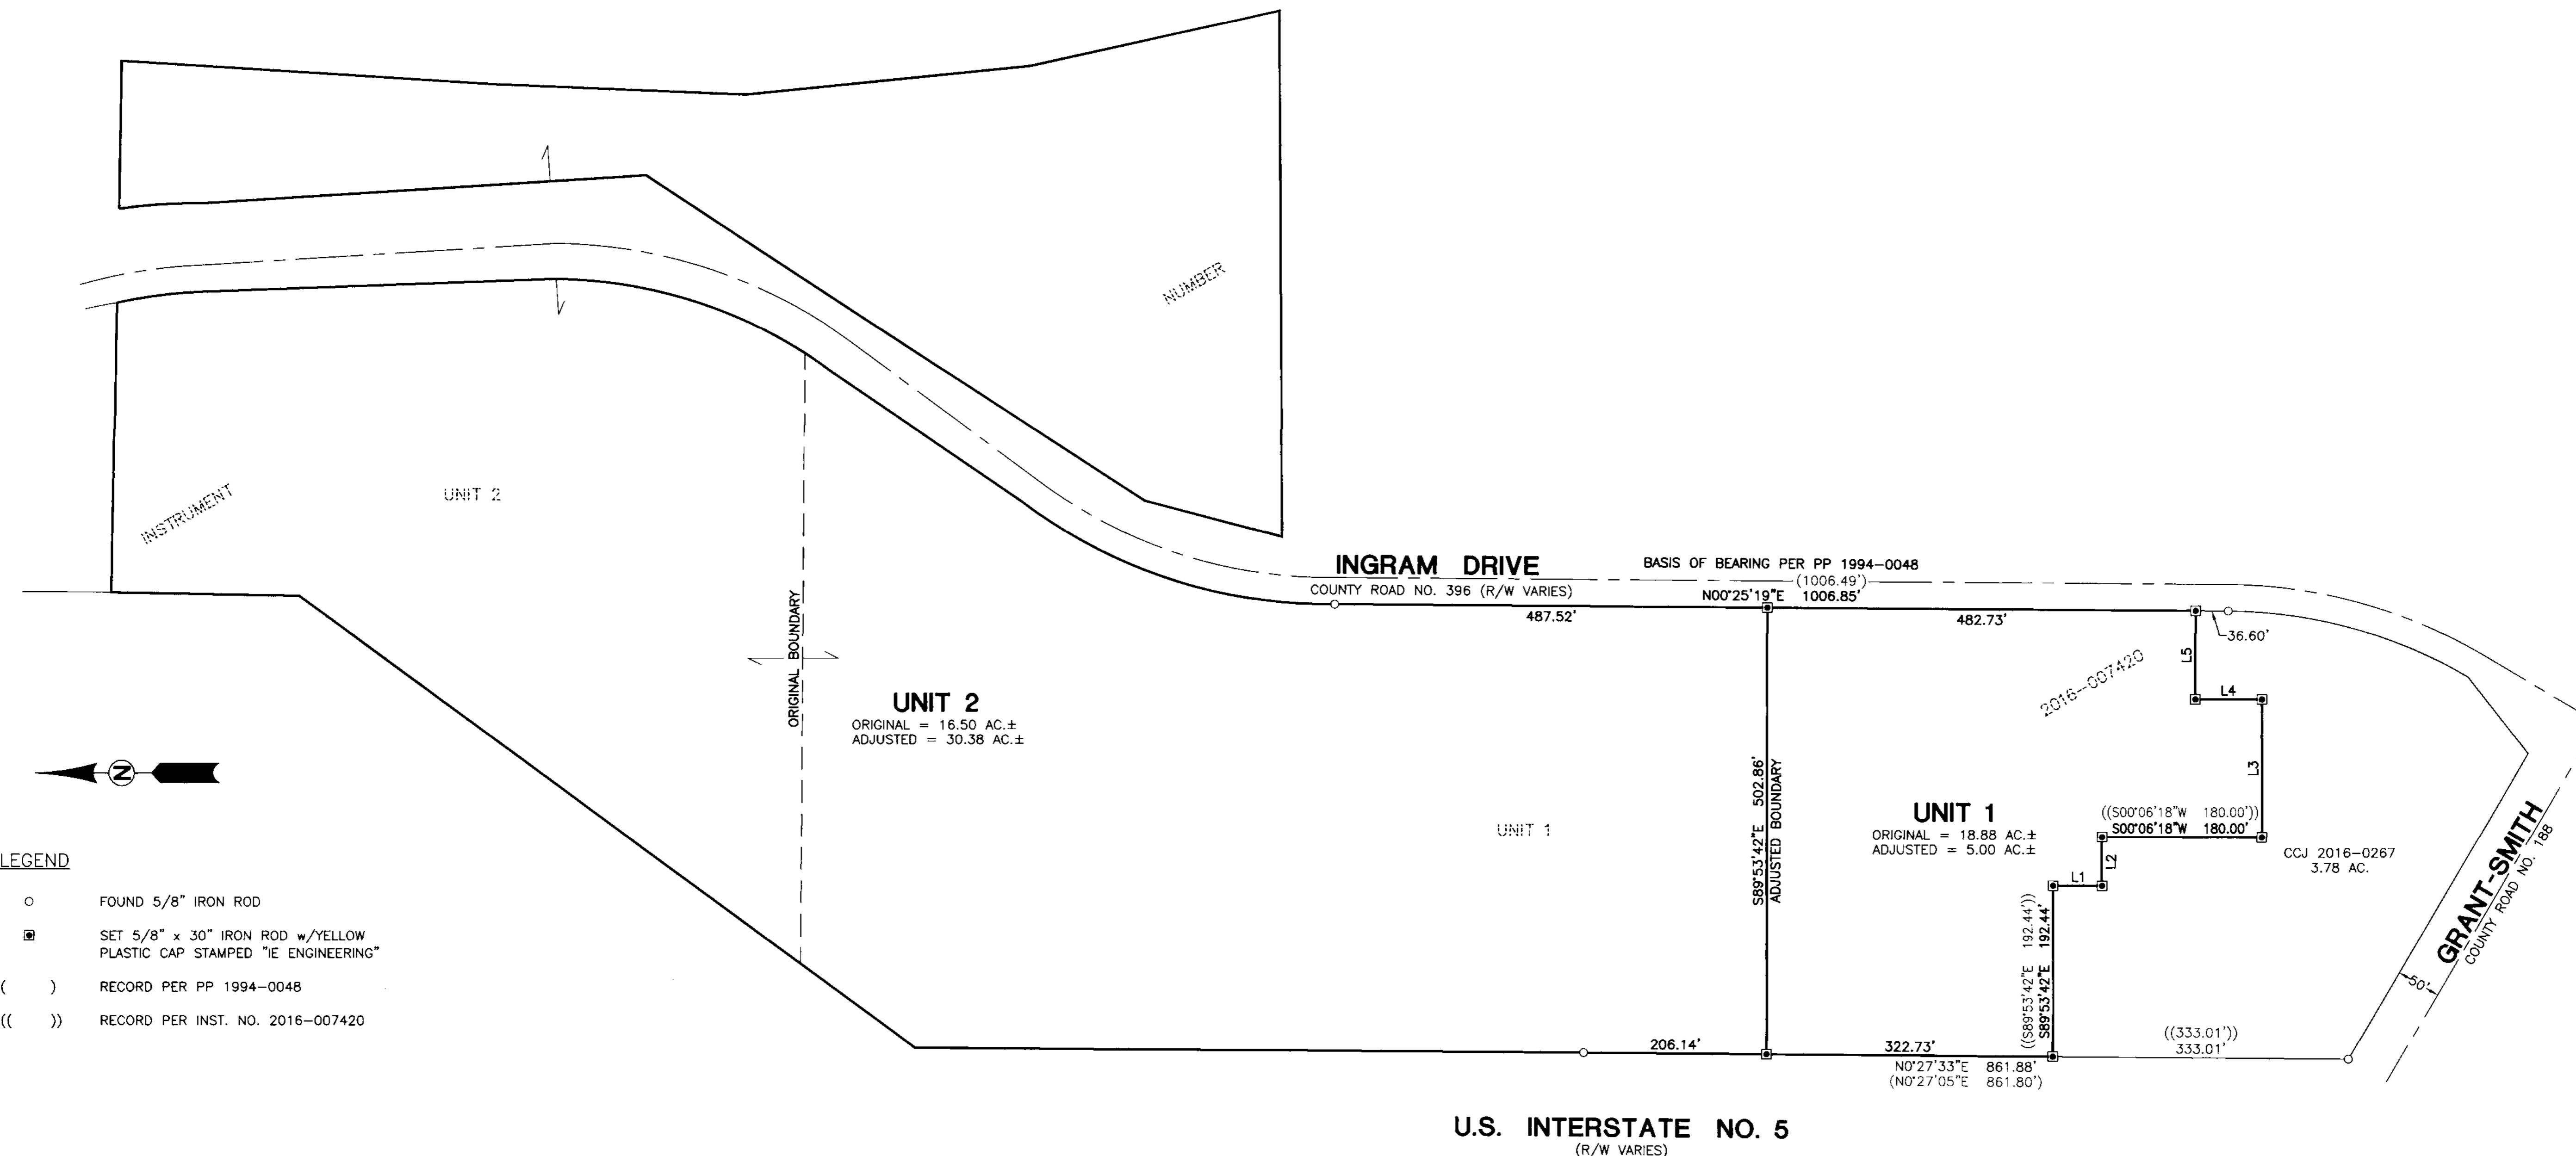 NUMBER
INSTRUMENT
UNIT 2
ORIGINAL BOUNDARY
INGRAM DRIVE
COUNTY ROAD NO. 396 (R/W VARIES)
BASIS OF BEARING PER PP 1994-0048
(1006.49')
N00°25'19"E 1006.85'
487.52'
482.73'
36.60'
2016-007420
L5
L4
L3
UNIT 2
ORIGINAL = 16.50 AC.±
ADJUSTED = 30.38 AC.±
S89°53'42"E 502.86'
ADJUSTED BOUNDARY
UNIT 1
UNIT 1
ORIGINAL = 18.88 AC.±
ADJUSTED = 5.00 AC.±
((S00°06'18"W 180.00'))
S00°06'18"W 180.00'
L2
L1
CCJ 2016-0267
3.78 AC.
GRANT-SMITH
COUNTY ROAD NO. 188
50'
((S89°53'42"E 192.44'))
S89°53'42"E 192.44'
((333.01'))
333.01'
206.14'
322.73'
N0°27'33"E 861.88'
(N0°27'05"E 861.80')
U.S. INTERSTATE NO. 5
(R/W VARIES)
N
LEGEND
FOUND 5/8" IRON ROD
SET 5/8" x 30" IRON ROD w/YELLOW
PLASTIC CAP STAMPED "IE ENGINEERING"
( ) RECORD PER PP 1994-0048
(( )) RECORD PER INST. NO. 2016-007420